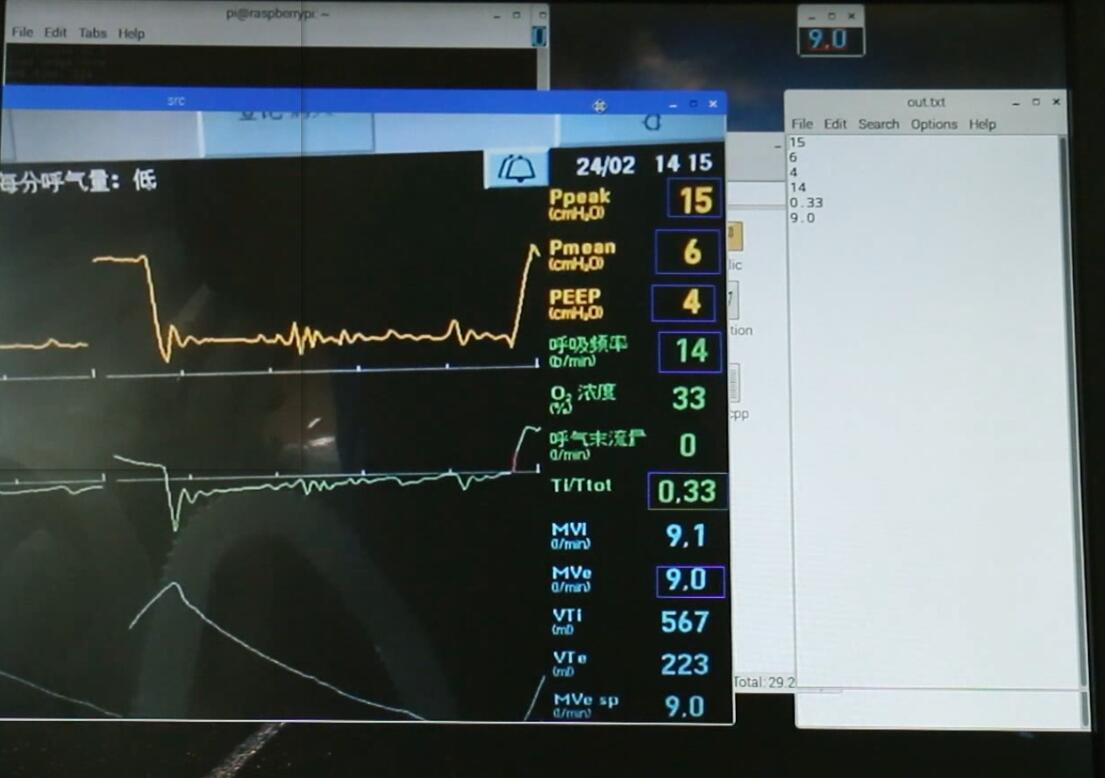 pi@raspberrypi: ~
File Edit Tabs Help
9.0
src
out.txt
File Edit Search Options Help
15
6
4
14
0.33
9.0
24/02 14 15
每分呼气量: 低
Ppeak 15
(cmH₂O)
Pmean 6
(cmH₂O)
PEEP 4
(cmH₂O)
呼吸频率 14
(b/min)
O₂ 浓度 33
(%)
呼气末流量 0
(l/min)
Ti/Ttot 0.33
MVi 9.1
(l/min)
MVe 9.0
(l/min)
VTi 567
(ml)
VTe 223
(ml)
MVe sp 9.0
(l/min)
lic
tion
cpp
Total: 29.2